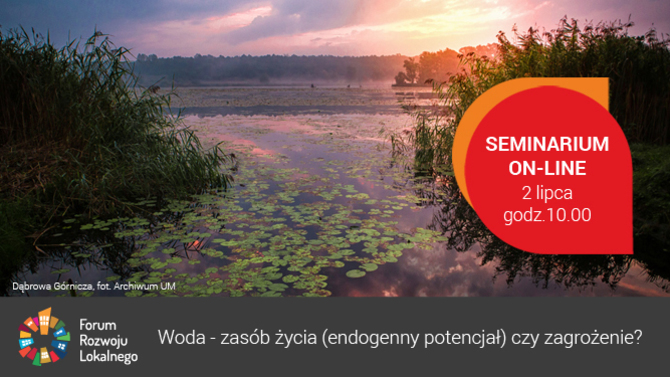 SEMINARIUM
ON-LINE
2 lipca
godz.10.00
Dąbrowa Górnicza, fot. Archiwum UM
Forum
Rozwoju
Lokalnego
Woda - zasób życia (endogenny potencjał) czy zagrożenie?